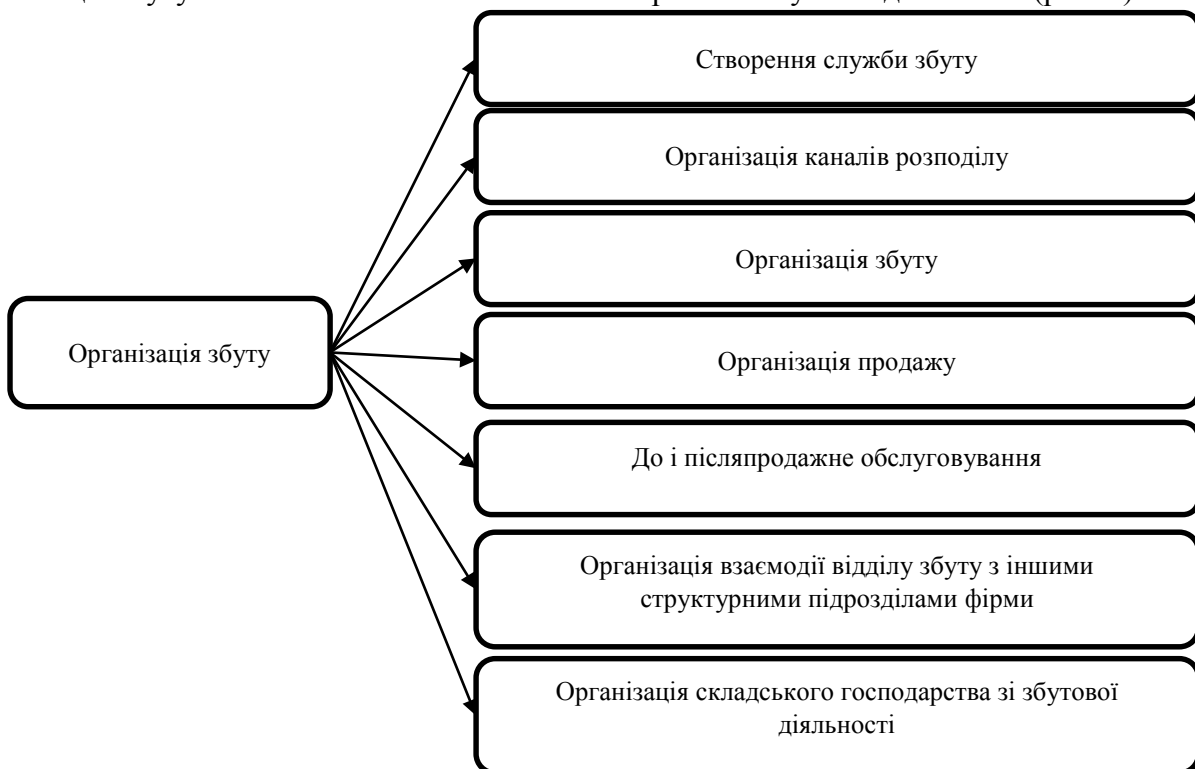 Створення служби збуту
Організація каналів розподілу
Організація збуту
Організація збуту
Організація продажу
До і післяпродажне обслуговування
Організація взаємодії відділу збуту з іншими
структурними підрозділами фірми
Організація складського господарства зі збутової
діяльності